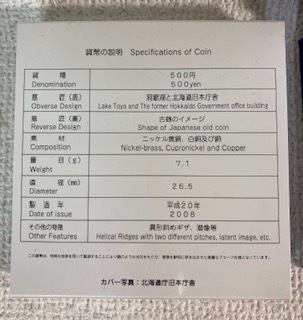 貨幣の説明 Specifications of Coin
貨種 500円
Denomination 500yen
意匠(表) 洞爺湖と北海道旧本庁舎
Obverse Design Lake Toya and The former Hokkaido Government office building
意匠(裏) 古銭のイメージ
Reverse Design Shape of Japanese old coin
素材 ニッケル黄銅、白銅及び銅
Composition Nickel-brass, Cupronickel and Copper
量目(g) 7.1
Weight
直径(mm) 26.5
Diameter
製造年 平成20年
Date of Issue 2008
その他の特徴 異形斜めギザ、潜像等
Other Features Helical Ridges with two different pitches, latent image, etc.
カバー写真:北海道庁旧本庁舎